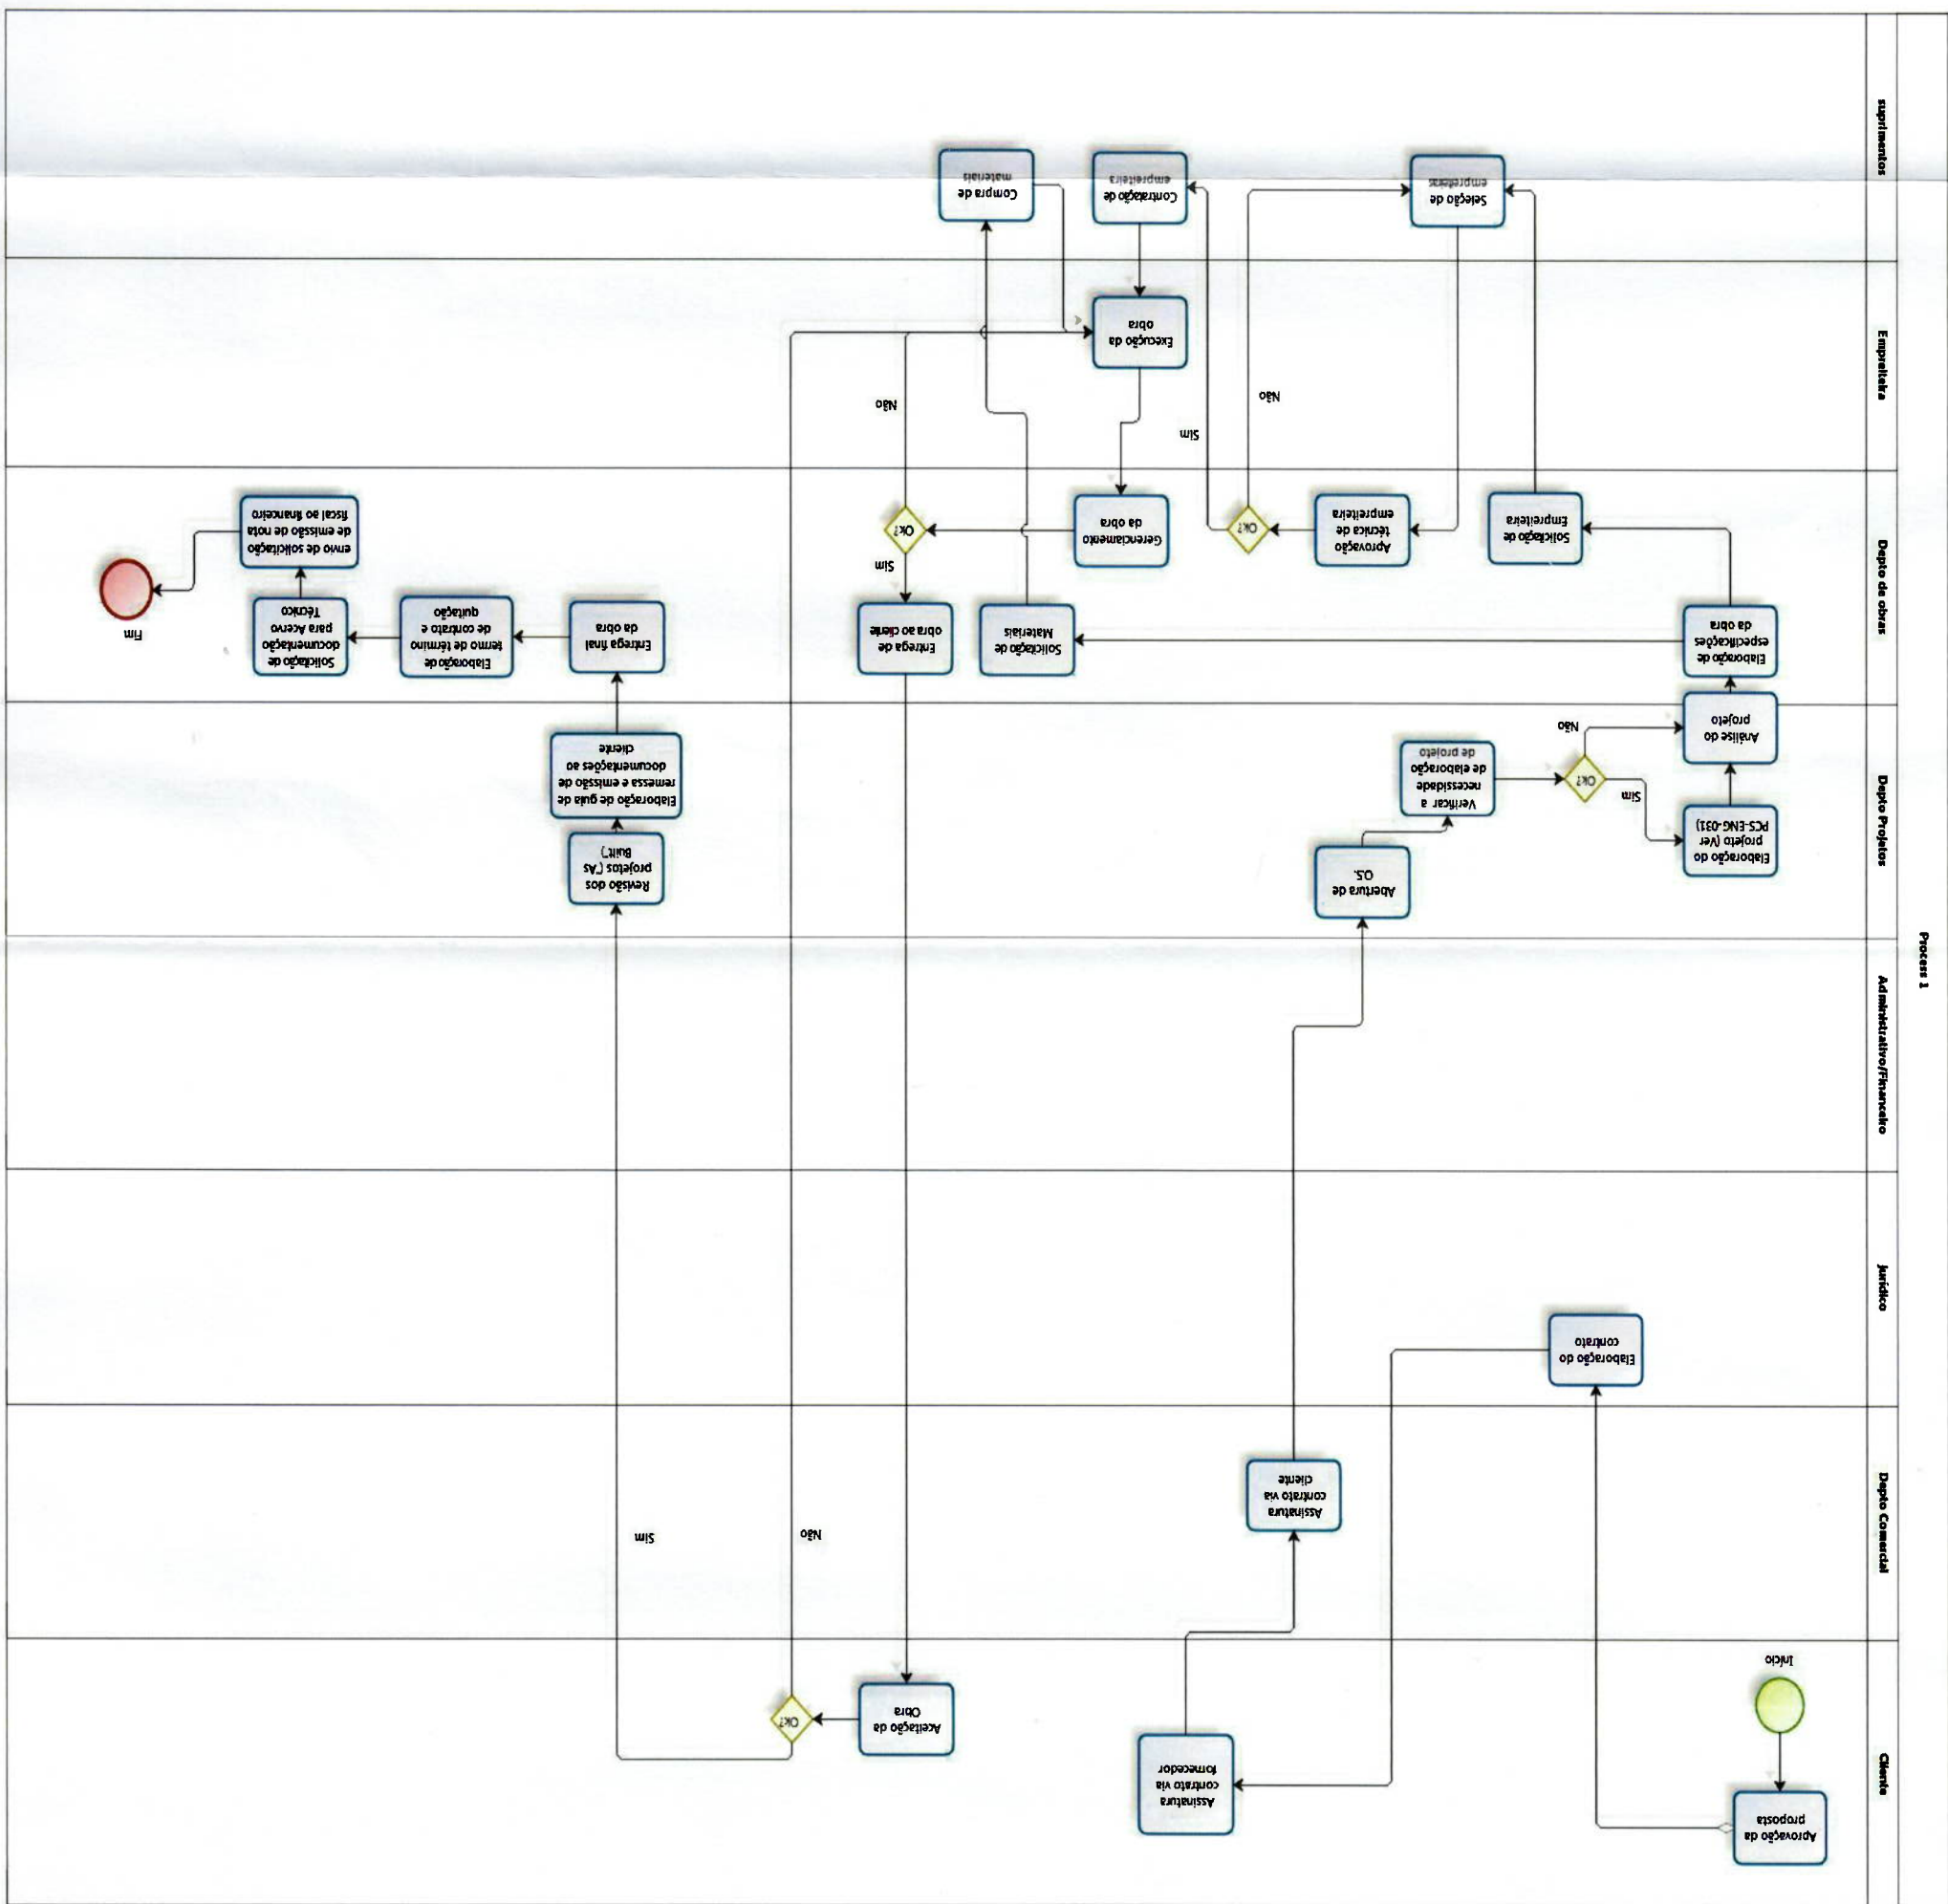 Process 1
Cliente
Início
Aprovação da
proposta
Assinatura
contrato via
fornecedor
Aceitação da
Obra
Ok?
Não
Sim
Depto Comercial
Assinatura
contrato via
cliente
Jurídico
Elaboração do
contrato
Administrativo/Financeiro
Depto Projetos
Elaboração do
projeto (Ver
PCS-ENG-031)
Análise do
projeto
Ok?
Sim
Não
Verificar a
necessidade
de elaboração
de projeto
Abertura de
O.S.
Revisão dos
projetos ("As
Built")
Elaboração de guia de
remessa e emissão de
documentações ao
cliente
Depto de obras
Elaboração de
especificações
da obra
Solicitação de
Empreiteira
Aprovação
técnica de
empreiteira
Ok?
Sim
Não
Gerenciamento
da obra
Solicitação de
Materiais
Ok?
Sim
Não
Entrega de
obra ao cliente
Entrega final
da obra
Elaboração de
termo de término
de contrato e
quitação
Solicitação de
documentação
para Acervo
Técnico
envio de solicitação
de emissão de nota
fiscal ao financeiro
Fim
Empreiteira
Execução da
obra
suprimentos
Seleção de
empreiteiras
Contratação de
empreiteira
Compra de
materiais